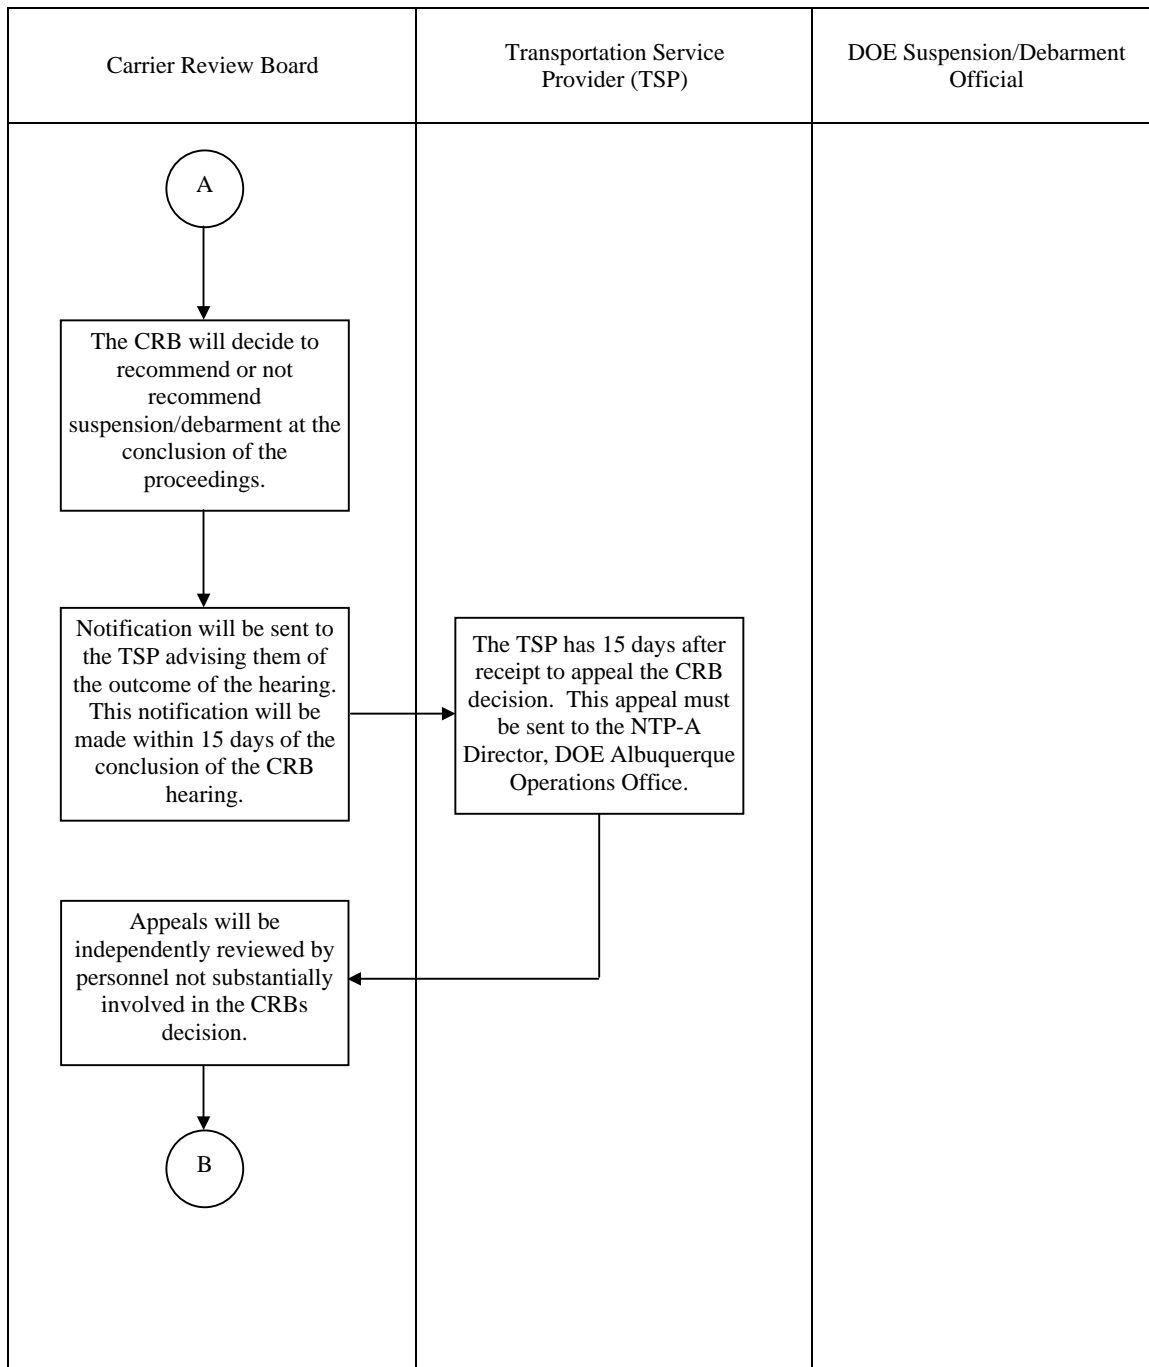 Carrier Review Board
Transportation Service
Provider (TSP)
DOE Suspension/Debarment
Official
A
The CRB will decide to
recommend or not
recommend
suspension/debarment at the
conclusion of the
proceedings.
Notification will be sent to
the TSP advising them of
the outcome of the hearing.
This notification will be
made within 15 days of the
conclusion of the CRB
hearing.
The TSP has 15 days after
receipt to appeal the CRB
decision.  This appeal must
be sent to the NTP-A
Director, DOE Albuquerque
Operations Office.
Appeals will be
independently reviewed by
personnel not substantially
involved in the CRBs
decision.
B